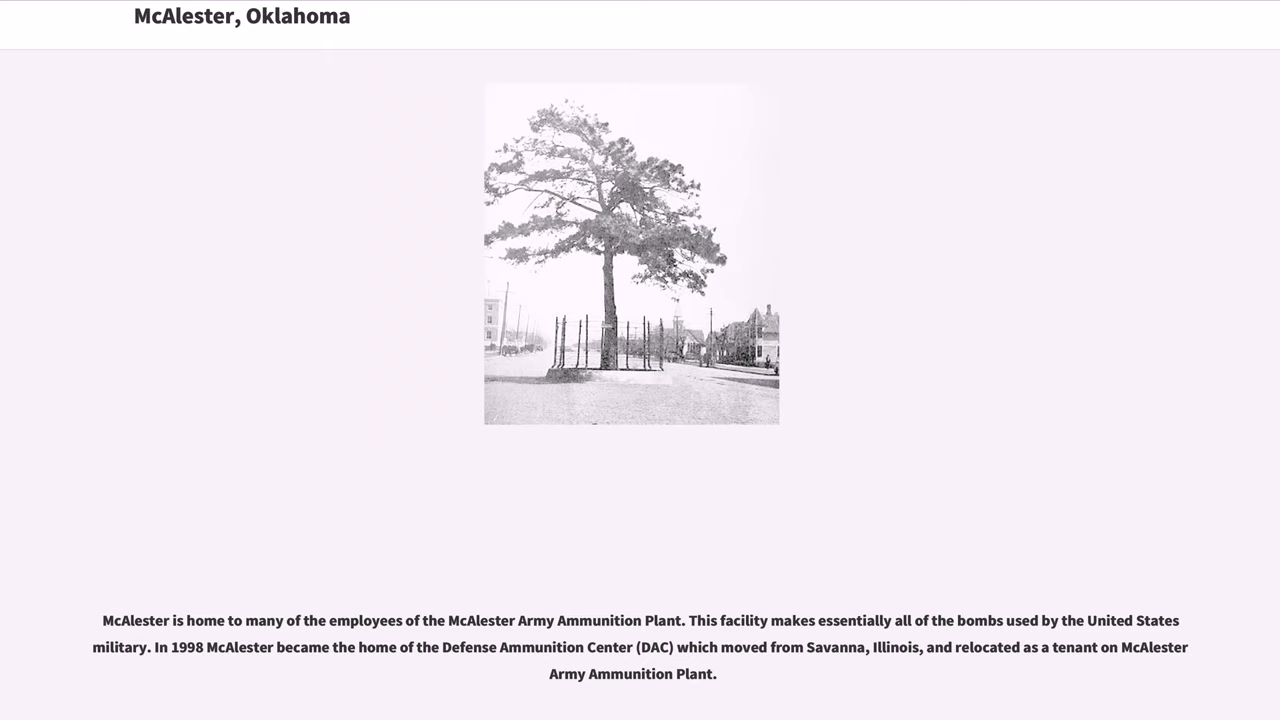 McAlester, Oklahoma
McAlester is home to many of the employees of the McAlester Army Ammunition Plant. This facility makes essentially all of the bombs used by the United States
military. In 1998 McAlester became the home of the Defense Ammunition Center (DAC) which moved from Savanna, Illinois, and relocated as a tenant on McAlester
Army Ammunition Plant.